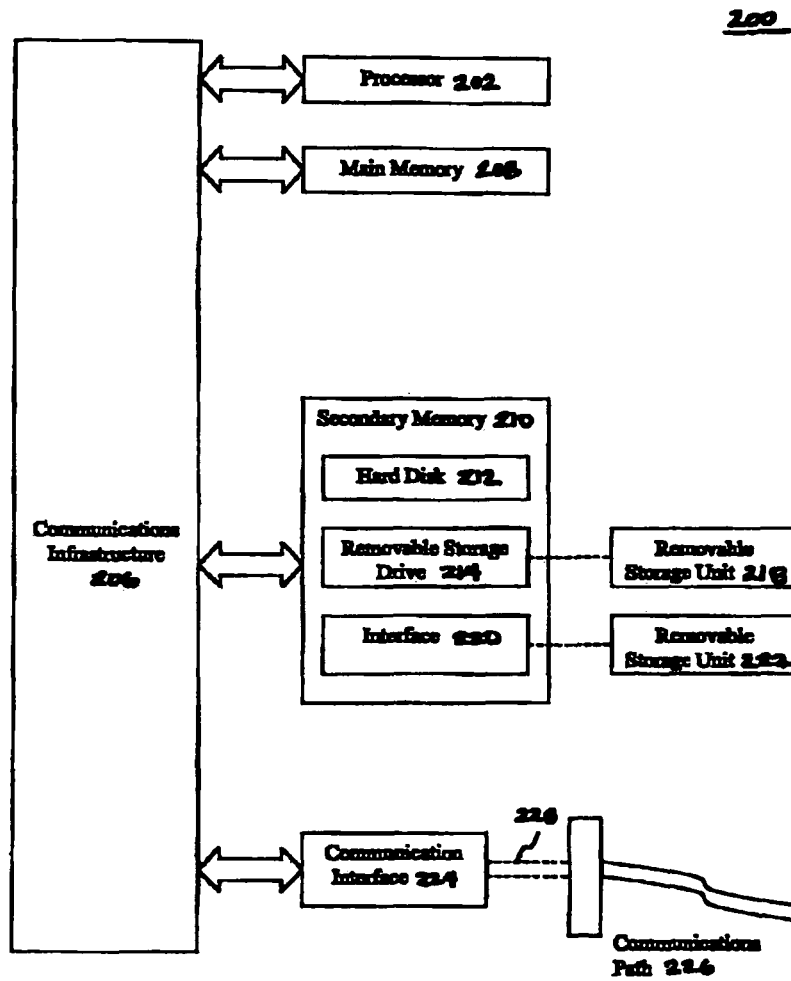 200
Processor 202
Main Memory 208
Secondary Memory 210
Hard Disk 212
Communications
Infrastructure
206
Removable Storage
Drive 214
Removable
Storage Unit 218
Interface 220
Removable
Storage Unit 222
Communication
Interface 224
Communications
Path 226